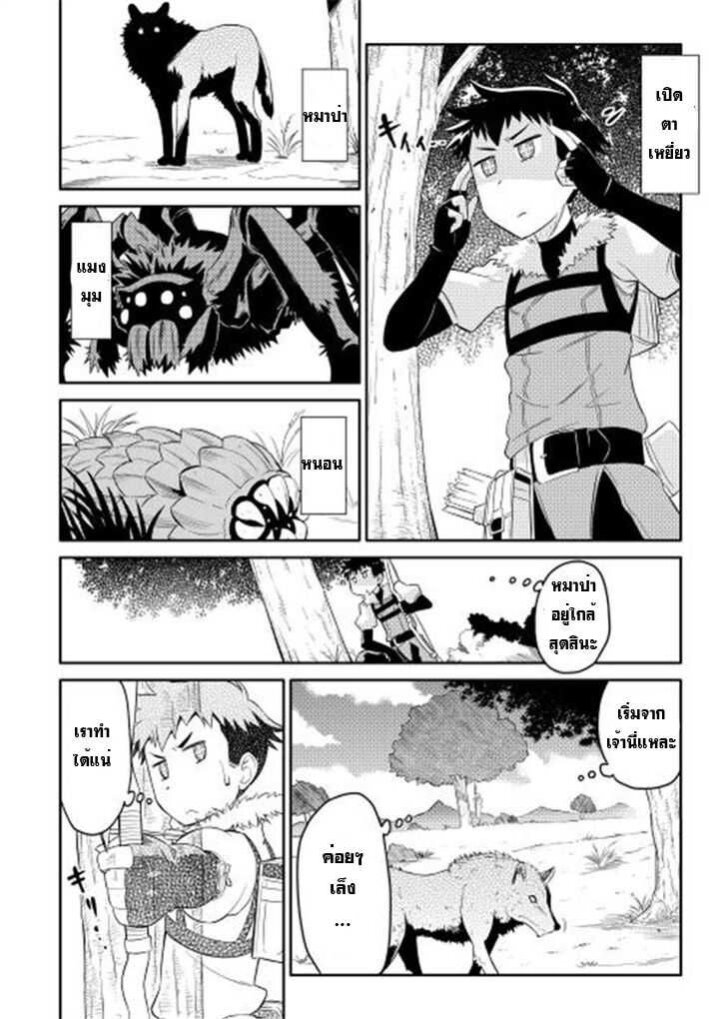 เปิด
ตา
เหยี่ยว
キィィ
หมาป่า
แมง
มุม
หนอน
หมาป่า
อยู่ใกล้
สุดสินะ
เริ่มจาก
เจ้านี่แหละ
ค่อยๆ
เล็ง
...
เราทำ
ได้แน่